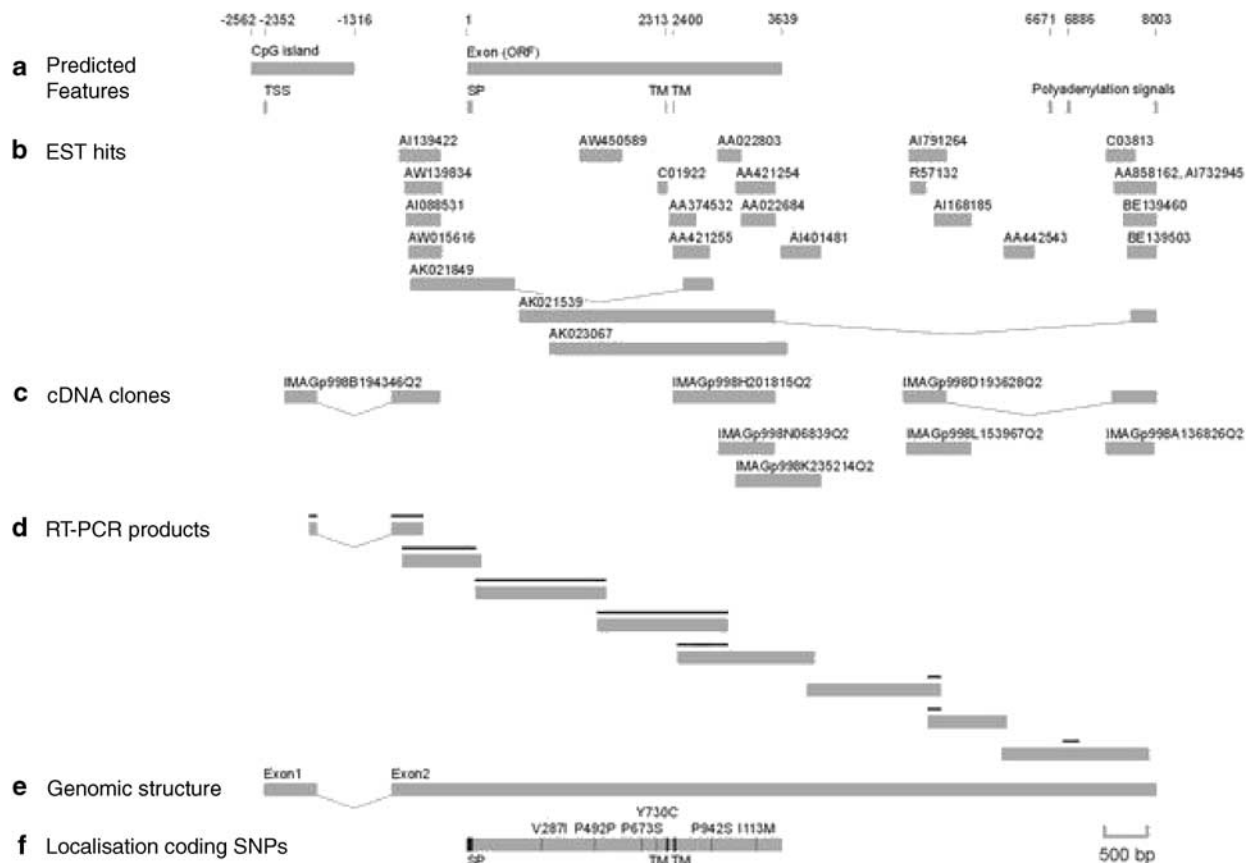 -2562 -2352 -1316 1 2313 2400 3639 6671 6886 8003
a Predicted Features
CpG island Exon (ORF)
TSS SP TM TM Polyadenylation signals
b EST hits
AI139422 AW450589 AA022803 AI791264 C03813
AW139834 C01922 AA421254 R57132 AA858162, AI732945
AI088531 AA374532 AA022684 AI168185 BE139460
AW015616 AA421255 AI401481 AA442543 BE139503
AK021849
AK021539
AK023067
c cDNA clones
IMAGp998B194346Q2 IMAGp998H201815Q2 IMAGp998D193628Q2
IMAGp998N06839Q2 IMAGp998L153967Q2 IMAGp998A136826Q2
IMAGp998K235214Q2
d RT-PCR products
e Genomic structure
Exon1 Exon2
f Localisation coding SNPs
Y730C
V287I P492P P673S P942S I113M
SP TM TM
500 bp